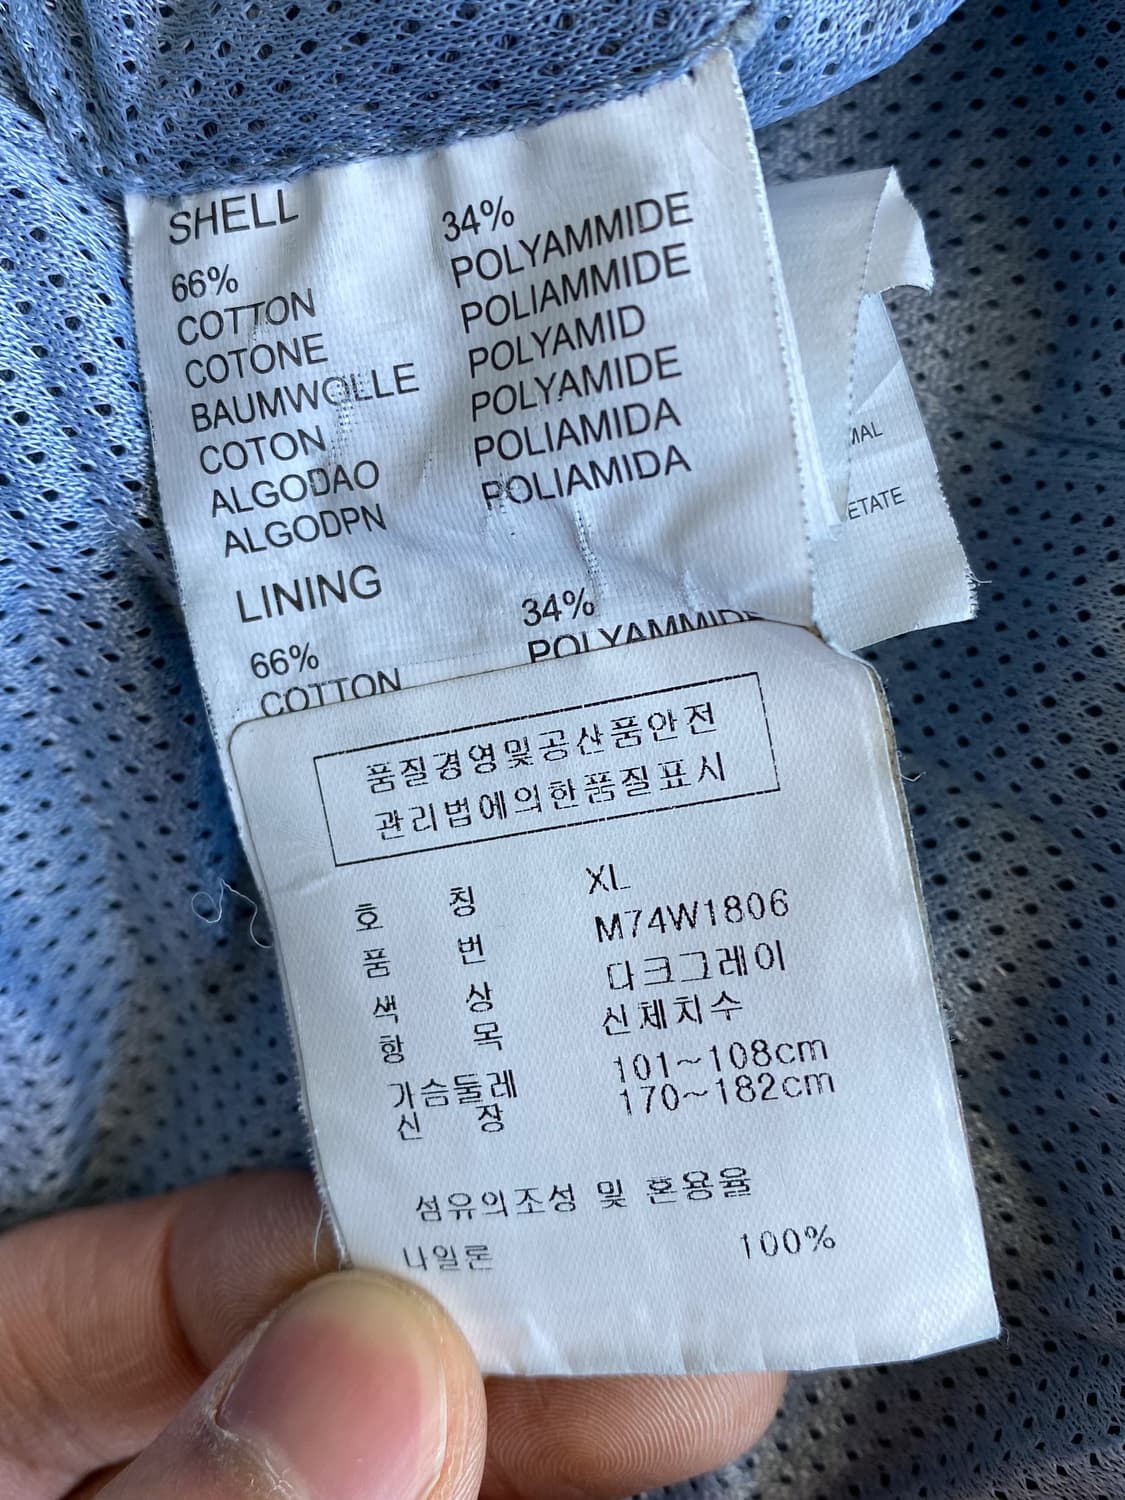 SHELL
66%
COTTON
COTONE
BAUMWOLLE
COTON
ALGODAO
ALGODPN
34%
POLYAMMIDE
POLIAMMIDE
POLYAMID
POLYAMIDE
POLIAMIDA
POLIAMIDA
LINING
66%
COTTON
34%
POLYAMMIDE
MAL
ETATE
품질경영및공산품안전
관리법에의한품질표시
호 칭 XL
품 번 M74W1806
색 상 다크그레이
항 목 신체치수
가슴둘레 101~108cm
신 장 170~182cm
섬유의조성 및 혼용율
나일론 100%